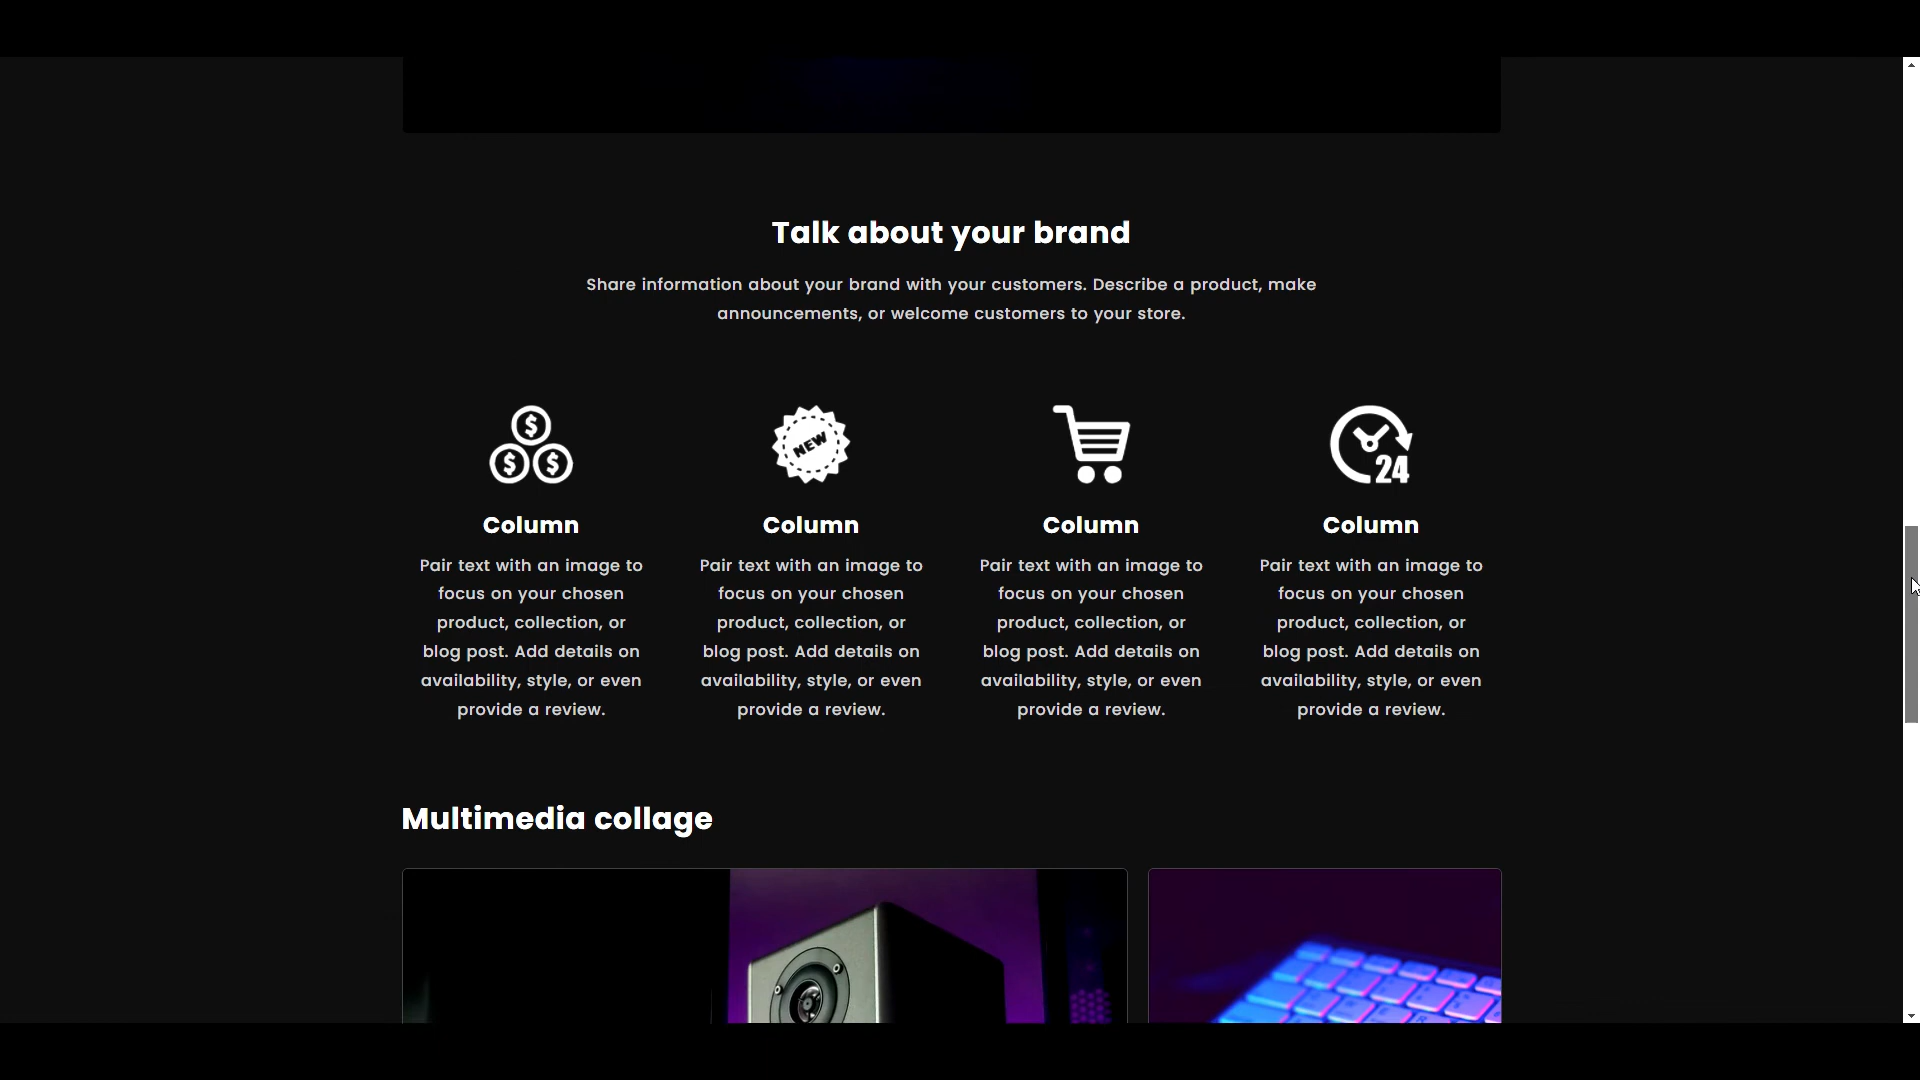 Talk about your brand
Share information about your brand with your customers. Describe a product, make
announcements, or welcome customers to your store.
$
$ $
NEW
24
Column
Pair text with an image to
focus on your chosen
product, collection, or
blog post. Add details on
availability, style, or even
provide a review.
Column
Pair text with an image to
focus on your chosen
product, collection, or
blog post. Add details on
availability, style, or even
provide a review.
Column
Pair text with an image to
focus on your chosen
product, collection, or
blog post. Add details on
availability, style, or even
provide a review.
Column
Pair text with an image to
focus on your chosen
product, collection, or
blog post. Add details on
availability, style, or even
provide a review.
Multimedia collage